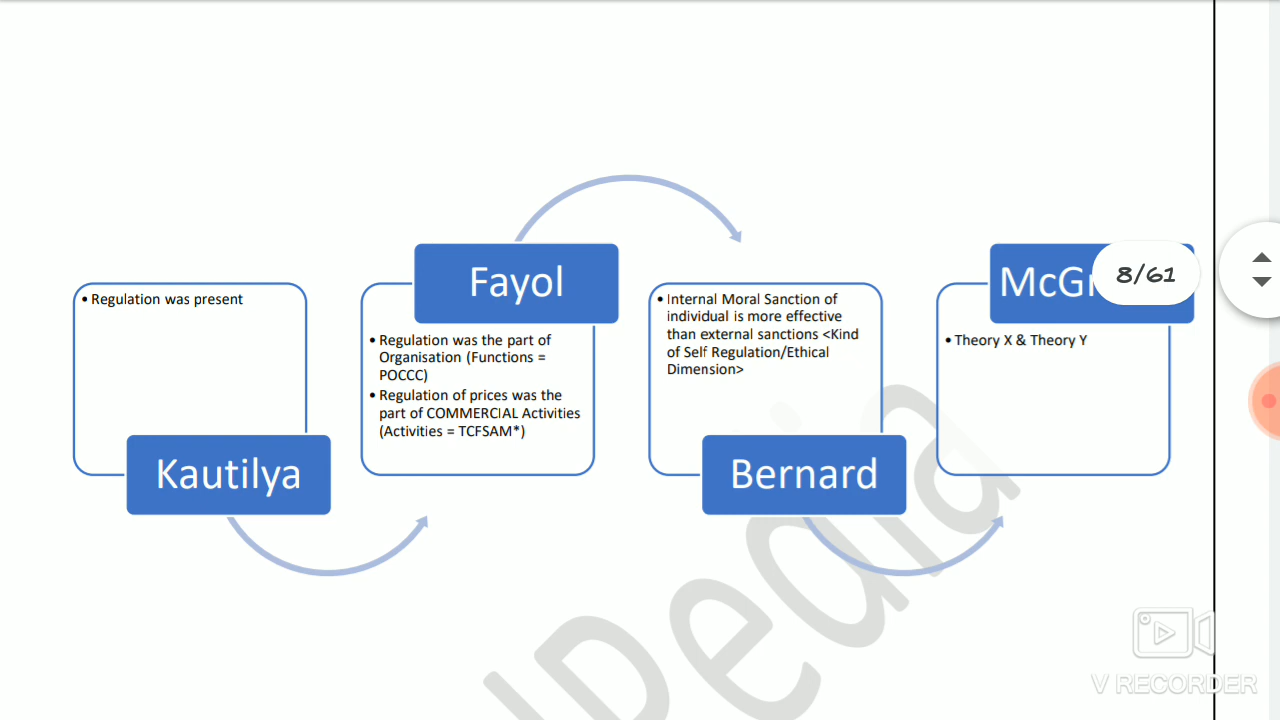 • Regulation was present
Kautilya
Fayol
• Regulation was the part of
Organisation (Functions =
POCCC)
• Regulation of prices was the
part of COMMERCIAL Activities
(Activities = TCFSAM*)
• Internal Moral Sanction of
individual is more effective
than external sanctions <Kind
of Self Regulation/Ethical
Dimension>
Bernard
• Theory X & Theory Y
8/61
V RECORDER